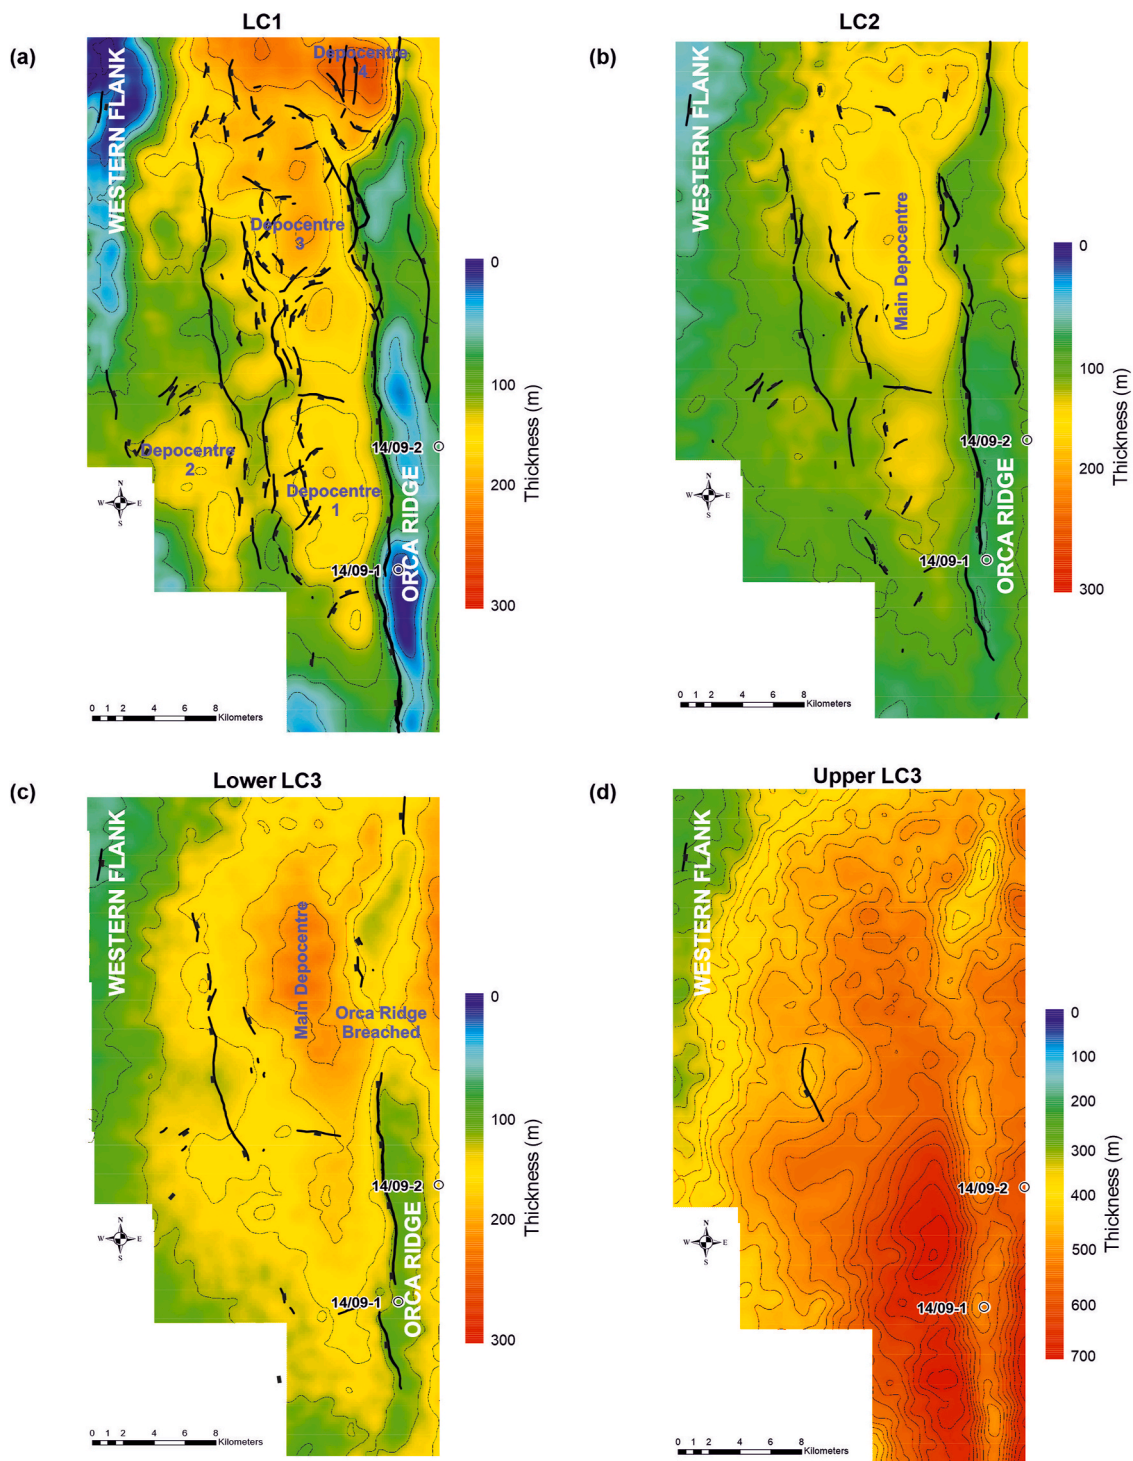 LC1
(a)
WESTERN FLANK
Depocentre
4
Depocentre
3
Depocentre
2
Depocentre
1
14/09-2
14/09-1
ORCA RIDGE
N
W E
S
0 2 4 6 8
Kilometers
0
100
200
300
Thickness (m)
LC2
(b)
WESTERN FLANK
Main Depocentre
14/09-2
14/09-1
ORCA RIDGE
N
W E
S
0 2 4 6 8
Kilometers
0
100
200
300
Thickness (m)
Lower LC3
(c)
WESTERN FLANK
Main Depocentre
Orca Ridge
Breached
14/09-2
14/09-1
ORCA RIDGE
N
W E
S
0 2 4 6 8
Kilometers
0
100
200
300
Thickness (m)
Upper LC3
(d)
WESTERN FLANK
14/09-2
14/09-1
N
W E
S
0 2 4 6 8
Kilometers
0
100
200
300
400
500
600
700
Thickness (m)